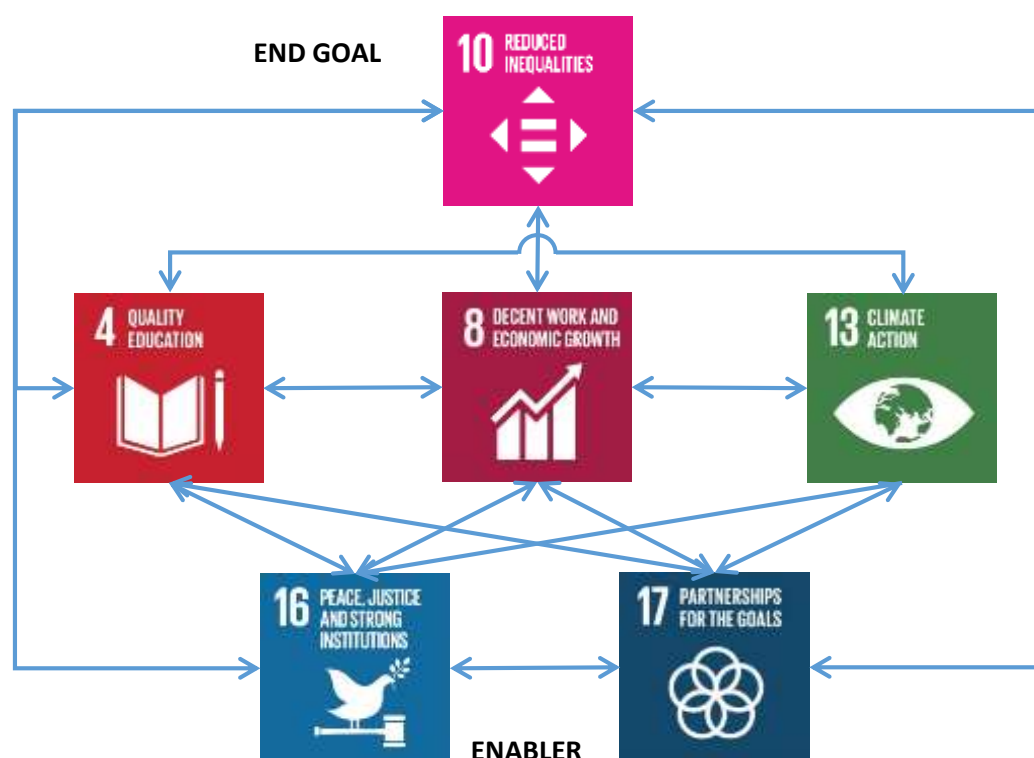 END GOAL
10 REDUCED
INEQUALITIES
4 QUALITY
EDUCATION
8 DECENT WORK AND
ECONOMIC GROWTH
13 CLIMATE
ACTION
16 PEACE, JUSTICE
AND STRONG
INSTITUTIONS
17 PARTNERSHIPS
FOR THE GOALS
ENABLER